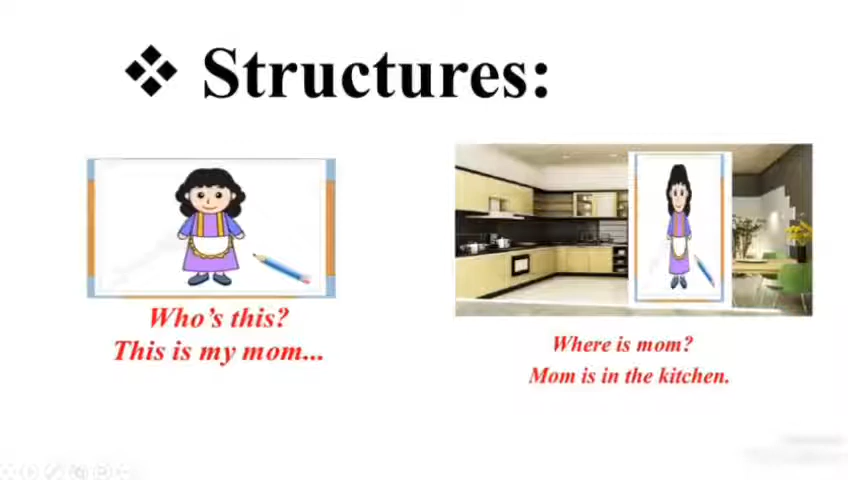 ❖ Structures:
Who's this?
This is my mom...
Where is mom?
Mom is in the kitchen.